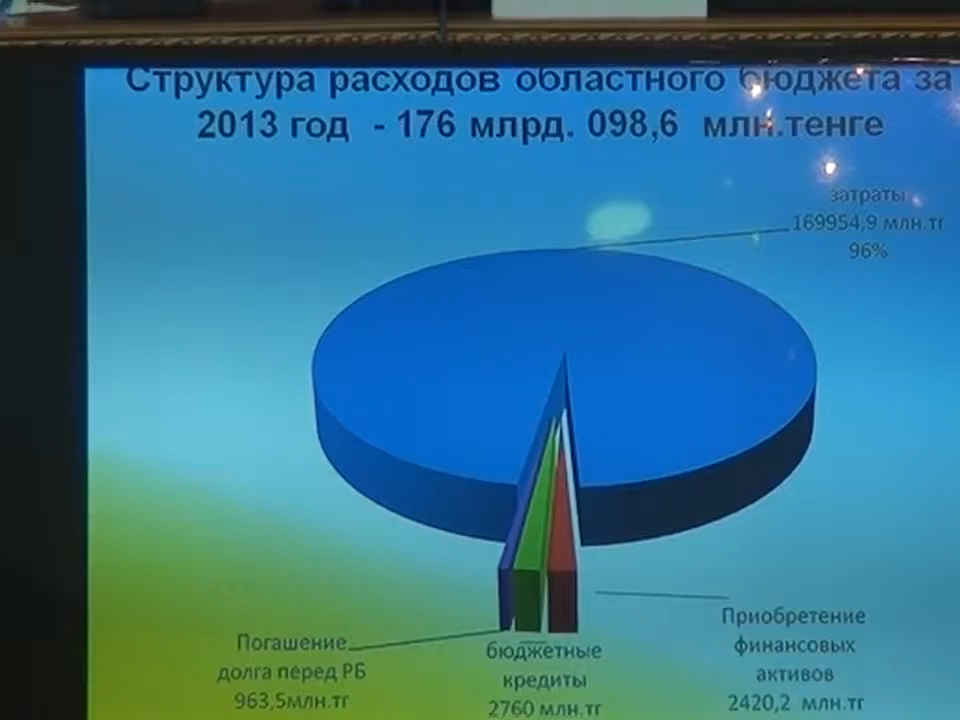 Структура расходов областного бюджета за
2013 год - 176 млрд. 098,6 млн.тенге
затраты
169954,9 млн.тг
96%
Приобретение
финансовых
активов
2420,2 млн.тг
бюджетные
кредиты
2760 млн.тг
Погашение
долга перед РБ
963,5млн.тг